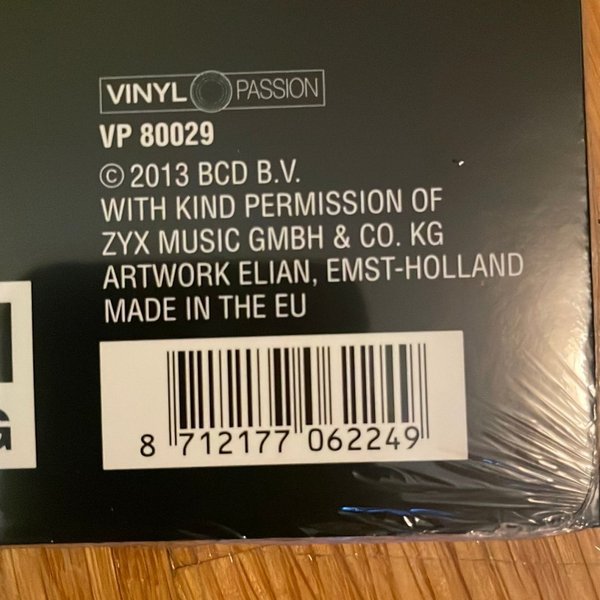 VINYL PASSION
VP 80029
© 2013 BCD B.V.
WITH KIND PERMISSION OF
ZYX MUSIC GMBH & CO. KG
ARTWORK ELIAN, EMST-HOLLAND
MADE IN THE EU
G
8 712177 062249